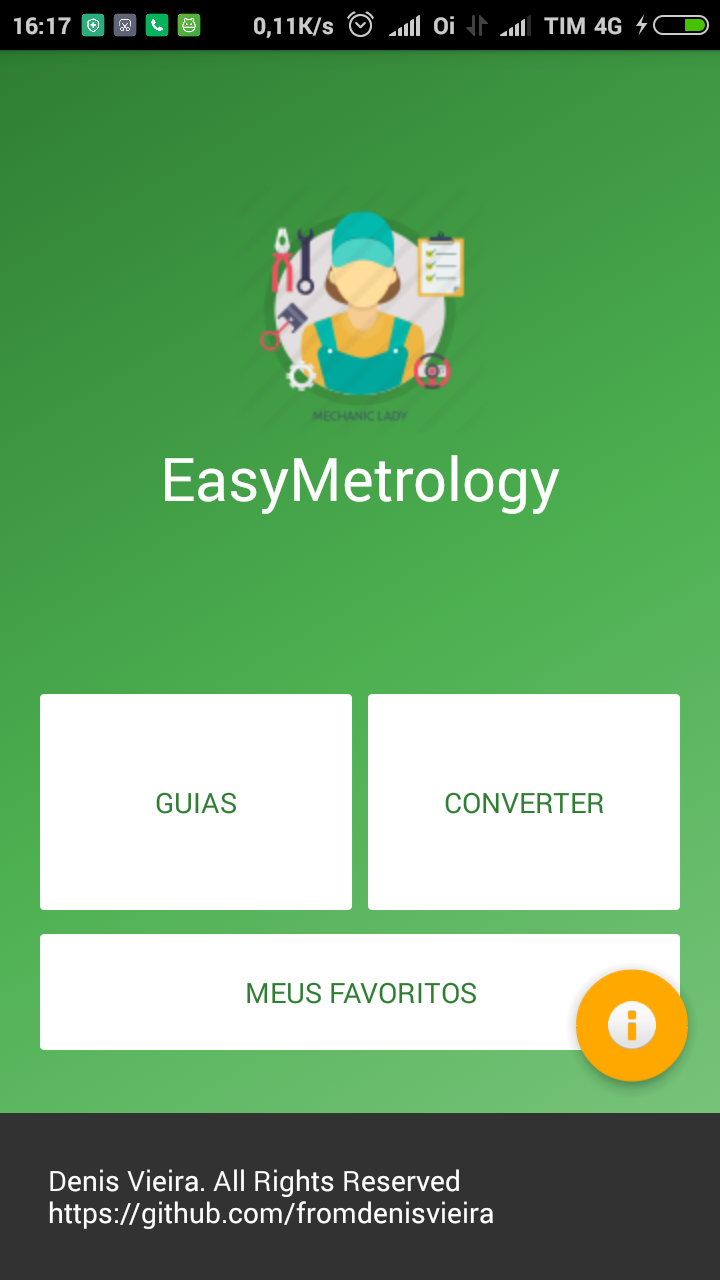 16:17 0,11K/s Oi TIM 4G
MECHANIC LADY
EasyMetrology
GUIAS
CONVERTER
MEUS FAVORITOS
Denis Vieira. All Rights Reserved
https://github.com/fromdenisvieira